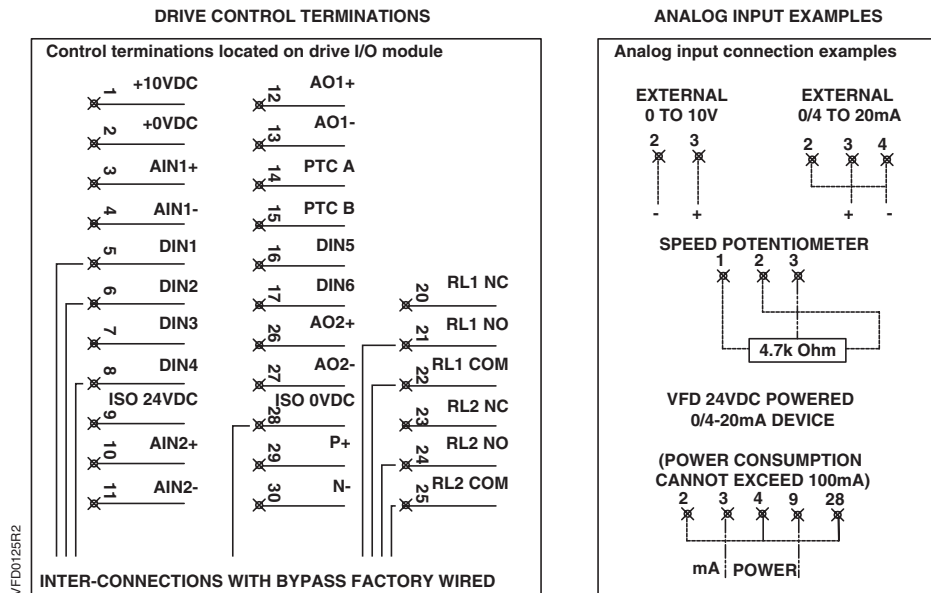 DRIVE CONTROL TERMINATIONS
Control terminations located on drive I/O module
1 +10VDC
2 +0VDC
3 AIN1+
4 AIN1-
5 DIN1
6 DIN2
7 DIN3
8 DIN4
9 ISO 24VDC
10 AIN2+
11 AIN2-
12 AO1+
13 AO1-
14 PTC A
15 PTC B
16 DIN5
17 DIN6
26 AO2+
27 AO2-
28 ISO 0VDC
29 P+
30 N-
20 RL1 NC
21 RL1 NO
22 RL1 COM
23 RL2 NC
24 RL2 NO
25 RL2 COM
INTER-CONNECTIONS WITH BYPASS FACTORY WIRED
VFD0125R2
ANALOG INPUT EXAMPLES
Analog input connection examples
EXTERNAL
0 TO 10V
2 3
- +
EXTERNAL
0/4 TO 20mA
2 3 4
+ -
SPEED POTENTIOMETER
1 2 3
4.7k Ohm
VFD 24VDC POWERED
0/4-20mA DEVICE
(POWER CONSUMPTION
CANNOT EXCEED 100mA)
2 3 4 9 28
mA POWER